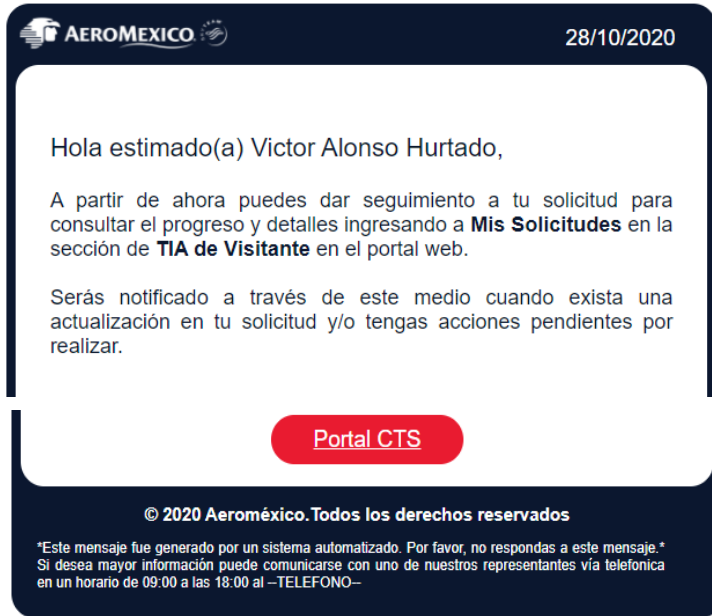 AEROMEXICO
28/10/2020
Hola estimado(a) Victor Alonso Hurtado,
A partir de ahora puedes dar seguimiento a tu solicitud para
consultar el progreso y detalles ingresando a Mis Solicitudes en la
sección de TIA de Visitante en el portal web.
Serás notificado a través de este medio cuando exista una
actualización en tu solicitud y/o tengas acciones pendientes por
realizar.
Portal CTS
© 2020 Aeroméxico.Todos los derechos reservados
*Este mensaje fue generado por un sistema automatizado. Por favor, no respondas a este mensaje.*
Si desea mayor información puede comunicarse con uno de nuestros representantes vía telefonica
en un horario de 09:00 a las 18:00 al --TELEFONO--